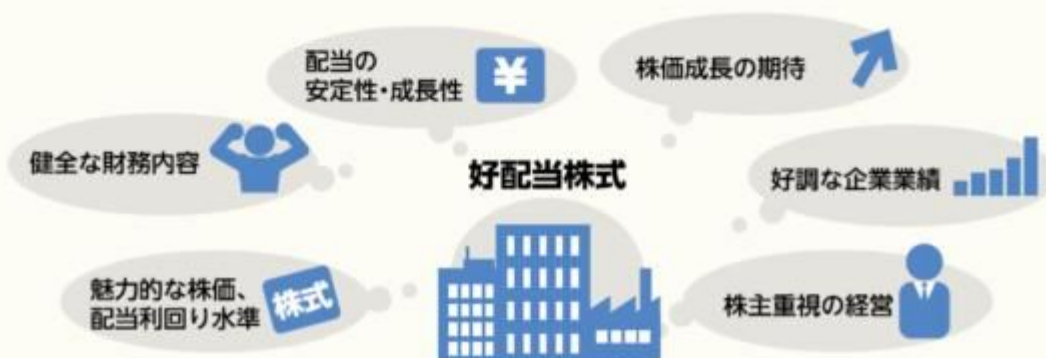 配当の
安定性・成長性
¥
株価成長の期待
健全な財務内容
好配当株式
好調な企業業績
魅力的な株価、
配当利回り水準
株式
株主重視の経営